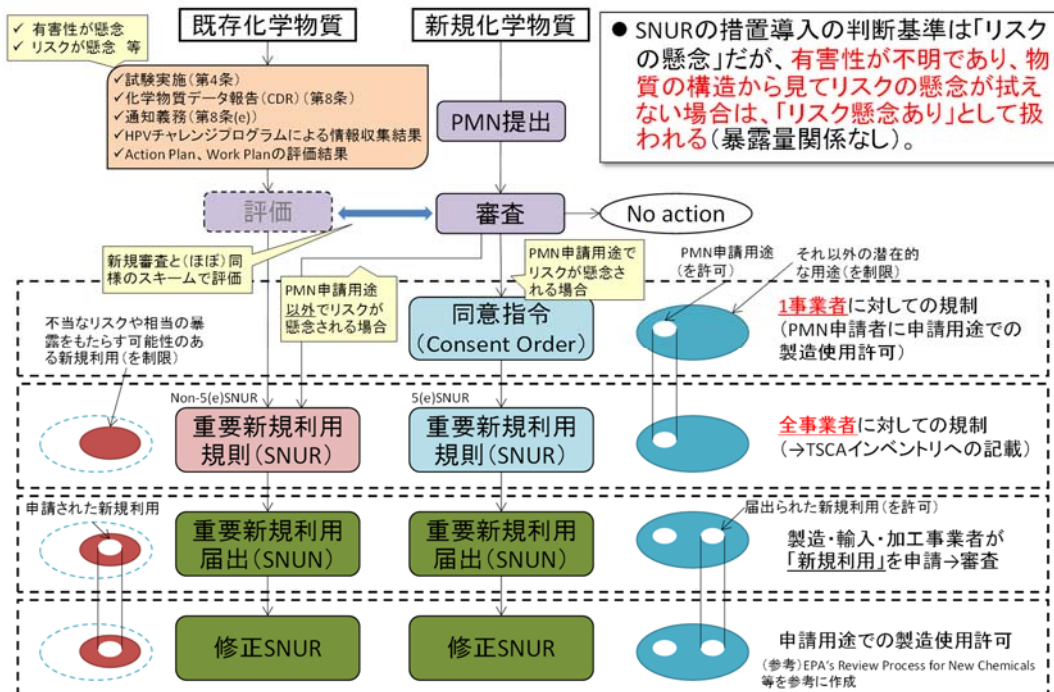 既存化学物質
新規化学物質
✓ 有害性が懸念
✓ リスクが懸念 等
✓試験実施(第4条)
✓化学物質データ報告(CDR)(第8条)
✓通知義務(第8条(e))
✓HPVチャレンジプログラムによる情報収集結果
✓Action Plan、Work Planの評価結果
PMN提出
● SNURの措置導入の判断基準は「リスク
の懸念」だが、有害性が不明であり、物
質の構造から見てリスクの懸念が拭え
ない場合は、「リスク懸念あり」として扱
われる(暴露量関係なし)。
評価
審査
No action
新規審査と(ほぼ)同
様のスキームで評価
PMN申請用途
以外でリスクが
懸念される場合
PMN申請用途で
リスクが懸念さ
れる場合
PMN申請用途
(を許可)
それ以外の潜在的
な用途(を制限)
同意指令
(Consent Order)
1事業者に対しての規制
(PMN申請者に申請用途での
製造使用許可)
不当なリスクや相当の暴
露をもたらす可能性のあ
る新規利用(を制限)
Non-5(e)SNUR
重要新規利用
規則(SNUR)
5(e)SNUR
重要新規利用
規則(SNUR)
全事業者に対しての規制
(→TSCAインベントリへの記載)
申請された新規利用
重要新規利用
届出(SNUN)
重要新規利用
届出(SNUN)
届出られた新規利用(を許可)
製造・輸入・加工事業者が
「新規利用」を申請→審査
修正SNUR
修正SNUR
申請用途での製造使用許可
(参考)EPA's Review Process for New Chemicals
等を参考に作成